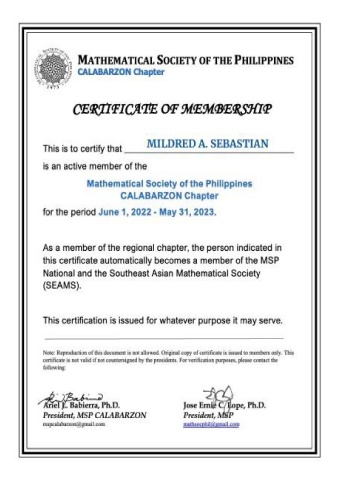 MATHEMATICAL SOCIETY OF THE PHILIPPINES
CALABARZON Chapter
1973
CERTIFICATE OF MEMBERSHIP
This is to certify that MILDRED A. SEBASTIAN
is an active member of the
Mathematical Society of the Philippines
CALABARZON Chapter
for the period June 1, 2022 - May 31, 2023.
As a member of the regional chapter, the person indicated in
this certificate automatically becomes a member of the MSP
National and the Southeast Asian Mathematical Society
(SEAMS).
This certification is issued for whatever purpose it may serve.
Note: Reproduction of this document is not allowed. Original copy of certificate is issued to members only. This
certificate is not valid if not countersigned by the presidents. For verification purposes, please contact the
following:
Ariel L. Babierra, Ph.D.
President, MSP CALABARZON
mspcalabarzon@gmail.com
Jose Ernie C. Lope, Ph.D.
President, MSP
mathsocphil@gmail.com